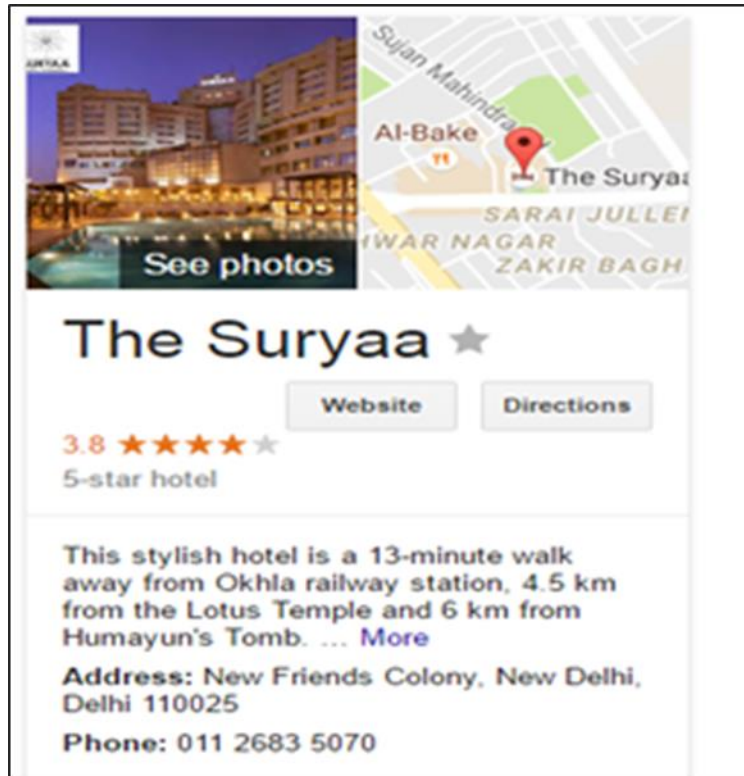 Sujan Mahindra
Al-Bake
The Surya
SARAI JULLE
WAR NAGAR
ZAKIR BAGH
See photos
The Suryaa
Website
Directions
3.8
5-star hotel
This stylish hotel is a 13-minute walk
away from Okhla railway station, 4.5 km
from the Lotus Temple and 6 km from
Humayun's Tomb. ... More
Address: New Friends Colony, New Delhi,
Delhi 110025
Phone: 011 2683 5070